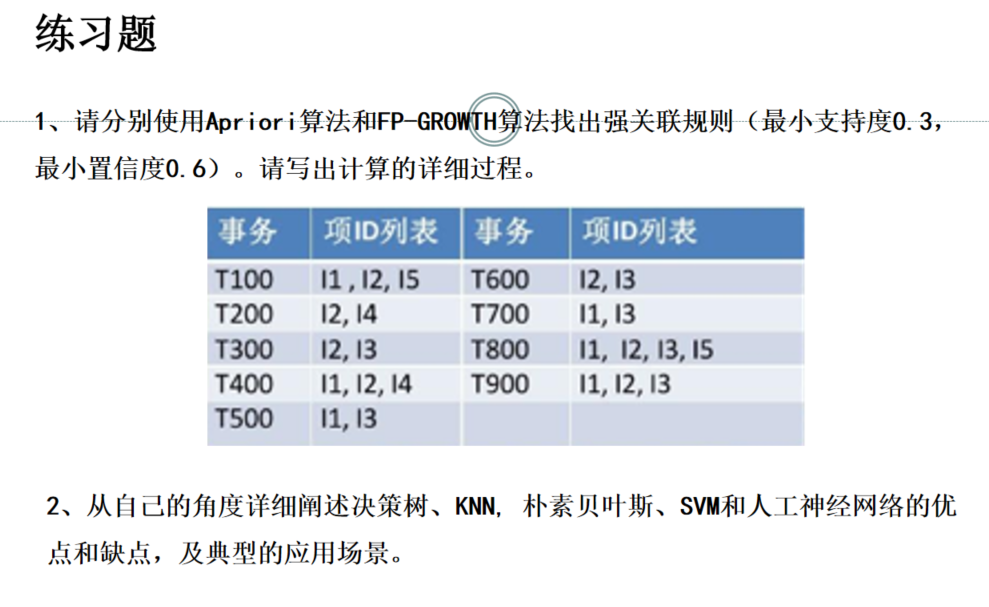 练习题
1、请分别使用Apriori算法和FP-GROWTH算法找出强关联规则（最小支持度0.3，
最小置信度0.6）。请写出计算的详细过程。
事务 项ID列表 事务 项ID列表
T100 I1 , I2, I5 T600 I2, I3
T200 I2, I4 T700 I1, I3
T300 I2, I3 T800 I1, I2, I3, I5
T400 I1, I2, I4 T900 I1, I2, I3
T500 I1, I3
2、从自己的角度详细阐述决策树、KNN, 朴素贝叶斯、SVM和人工神经网络的优
点和缺点，及典型的应用场景。